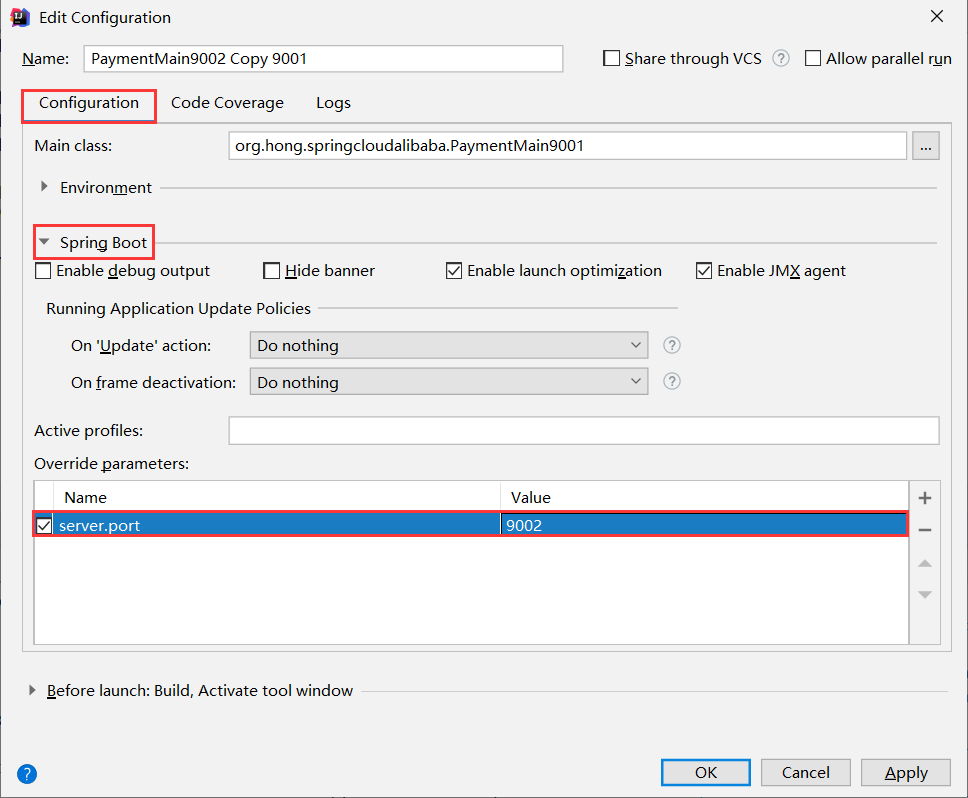 Edit Configuration
Name: PaymentMain9002 Copy 9001 Share through VCS ? Allow parallel run
Configuration Code Coverage Logs
Main class: org.hong.springcloudalibaba.PaymentMain9001 ...
Environment
Spring Boot
Enable debug output Hide banner Enable launch optimization Enable JMX agent
Running Application Update Policies
On 'Update' action: Do nothing ?
On frame deactivation: Do nothing ?
Active profiles:
Override parameters:
Name Value
server.port 9002
Before launch: Build, Activate tool window
? OK Cancel Apply